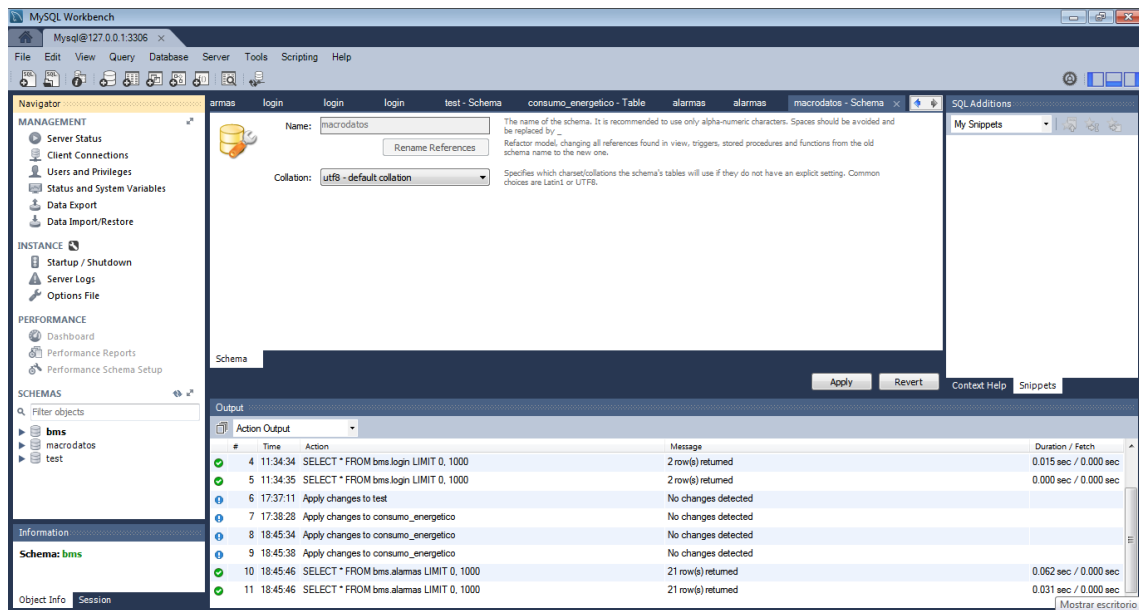 MySQL Workbench
Mysql@127.0.0.1:3306
File Edit View Query Database Server Tools Scripting Help
Navigator
MANAGEMENT
Server Status
Client Connections
Users and Privileges
Status and System Variables
Data Export
Data Import/Restore
INSTANCE
Startup / Shutdown
Server Logs
Options File
PERFORMANCE
Dashboard
Performance Reports
Performance Schema Setup
SCHEMAS
Filter objects
bms
macrodatos
test
Information
Schema: bms
Object Info Session
armas login login login test - Schema consumo_energetico - Table alarmas alarmas macrodatos - Schema
Name: macrodatos
The name of the schema. It is recommended to use only alpha-numeric characters. Spaces should be avoided and
be replaced by _
Rename References
Refactor model, changing all references found in view, triggers, stored procedures and functions from the old
schema name to the new one.
Collation: utf8 - default collation
Specifies which charset/collations the schema's tables will use if they do not have an explicit setting. Common
choices are Latin1 or UTF8.
Schema
Apply Revert
SQL Additions
My Snippets
Context Help Snippets
Output
Action Output
# Time Action Message Duration / Fetch
4 11:34:34 SELECT * FROM bms.login LIMIT 0, 1000 2 row(s) returned 0.015 sec / 0.000 sec
5 11:34:35 SELECT * FROM bms.login LIMIT 0, 1000 2 row(s) returned 0.000 sec / 0.000 sec
6 17:37:11 Apply changes to test No changes detected
7 17:38:28 Apply changes to consumo_energetico No changes detected
8 18:45:34 Apply changes to consumo_energetico No changes detected
9 18:45:38 Apply changes to consumo_energetico No changes detected
10 18:45:46 SELECT * FROM bms.alarmas LIMIT 0, 1000 21 row(s) returned 0.062 sec / 0.000 sec
11 18:45:46 SELECT * FROM bms.alarmas LIMIT 0, 1000 21 row(s) returned 0.031 sec / 0.000 sec
Mostrar escritorio